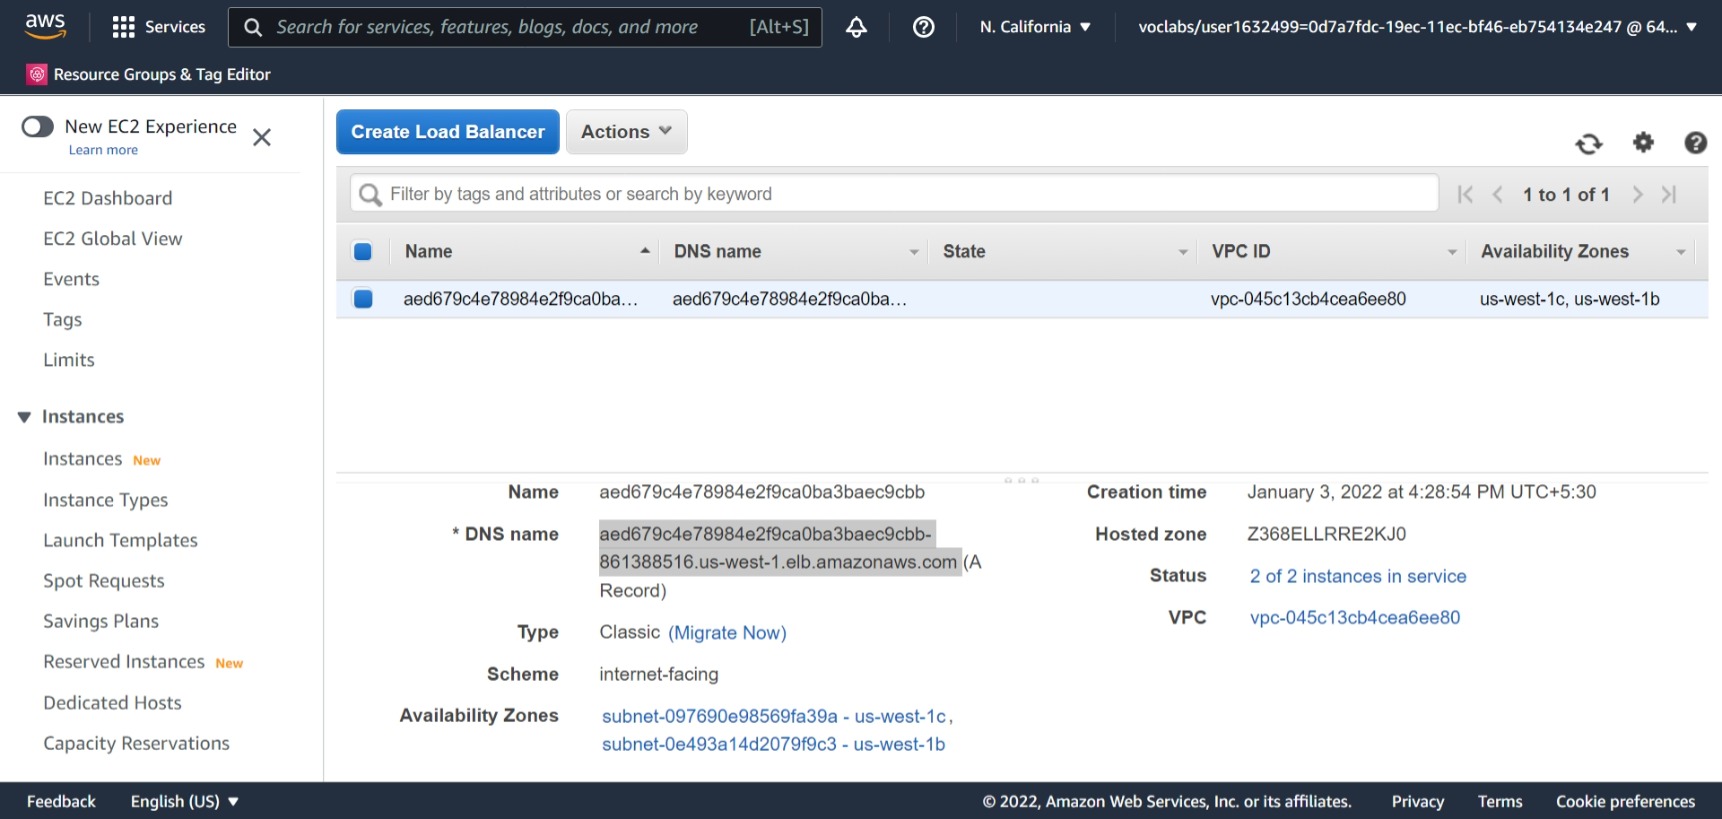 aws
Services
Search for services, features, blogs, docs, and more [Alt+S]
N. California
voclabs/user1632499=0d7a7fdc-19ec-11ec-bf46-eb754134e247 @ 64...
Resource Groups & Tag Editor
New EC2 Experience
Learn more
EC2 Dashboard
EC2 Global View
Events
Tags
Limits
Instances
Instances New
Instance Types
Launch Templates
Spot Requests
Savings Plans
Reserved Instances New
Dedicated Hosts
Capacity Reservations
Create Load Balancer
Actions
Filter by tags and attributes or search by keyword
1 to 1 of 1
Name DNS name State VPC ID Availability Zones
aed679c4e78984e2f9ca0ba... aed679c4e78984e2f9ca0ba... vpc-045c13cb4cea6ee80 us-west-1c, us-west-1b
Name aed679c4e78984e2f9ca0ba3baec9cbb
* DNS name aed679c4e78984e2f9ca0ba3baec9cbb-
861388516.us-west-1.elb.amazonaws.com (A
Record)
Type Classic (Migrate Now)
Scheme internet-facing
Availability Zones subnet-097690e98569fa39a - us-west-1c,
subnet-0e493a14d2079f9c3 - us-west-1b
Creation time January 3, 2022 at 4:28:54 PM UTC+5:30
Hosted zone Z368ELLRRE2KJ0
Status 2 of 2 instances in service
VPC vpc-045c13cb4cea6ee80
Feedback English (US) © 2022, Amazon Web Services, Inc. or its affiliates. Privacy Terms Cookie preferences